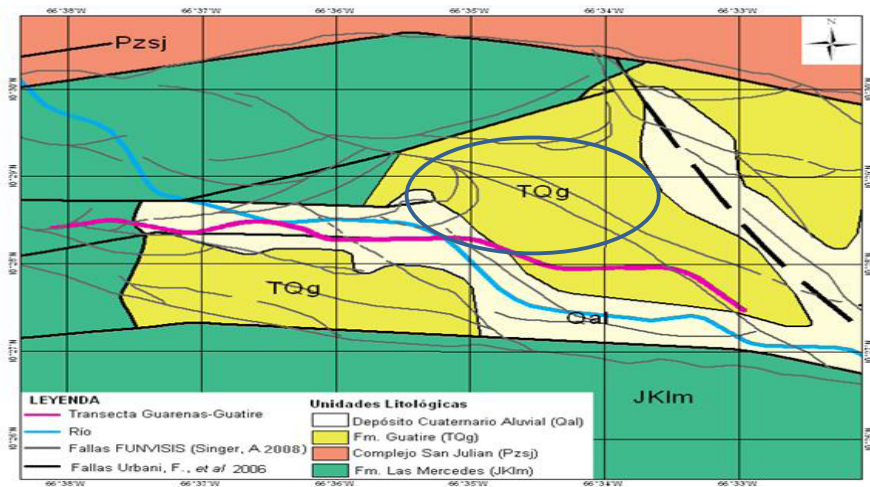 66°38'W 66°37'W 66°36'W 66°35'W 66°34'W 66°33'W
N
Pzsj
TQg
TQg
Qal
JKlm
LEYENDA
Transecta Guarenas-Guatire
Río
Fallas FUNVISIS (Singer, A 2008)
Fallas Urbani, F., et al 2006
Unidades Litológicas
Depósito Cuaternario Aluvial (Qal)
Fm. Guatire (TQg)
Complejo San Julian (Pzsj)
Fm. Las Mercedes (JKlm)
66°38'W 66°37'W 66°36'W 66°35'W 66°34'W 66°33'W